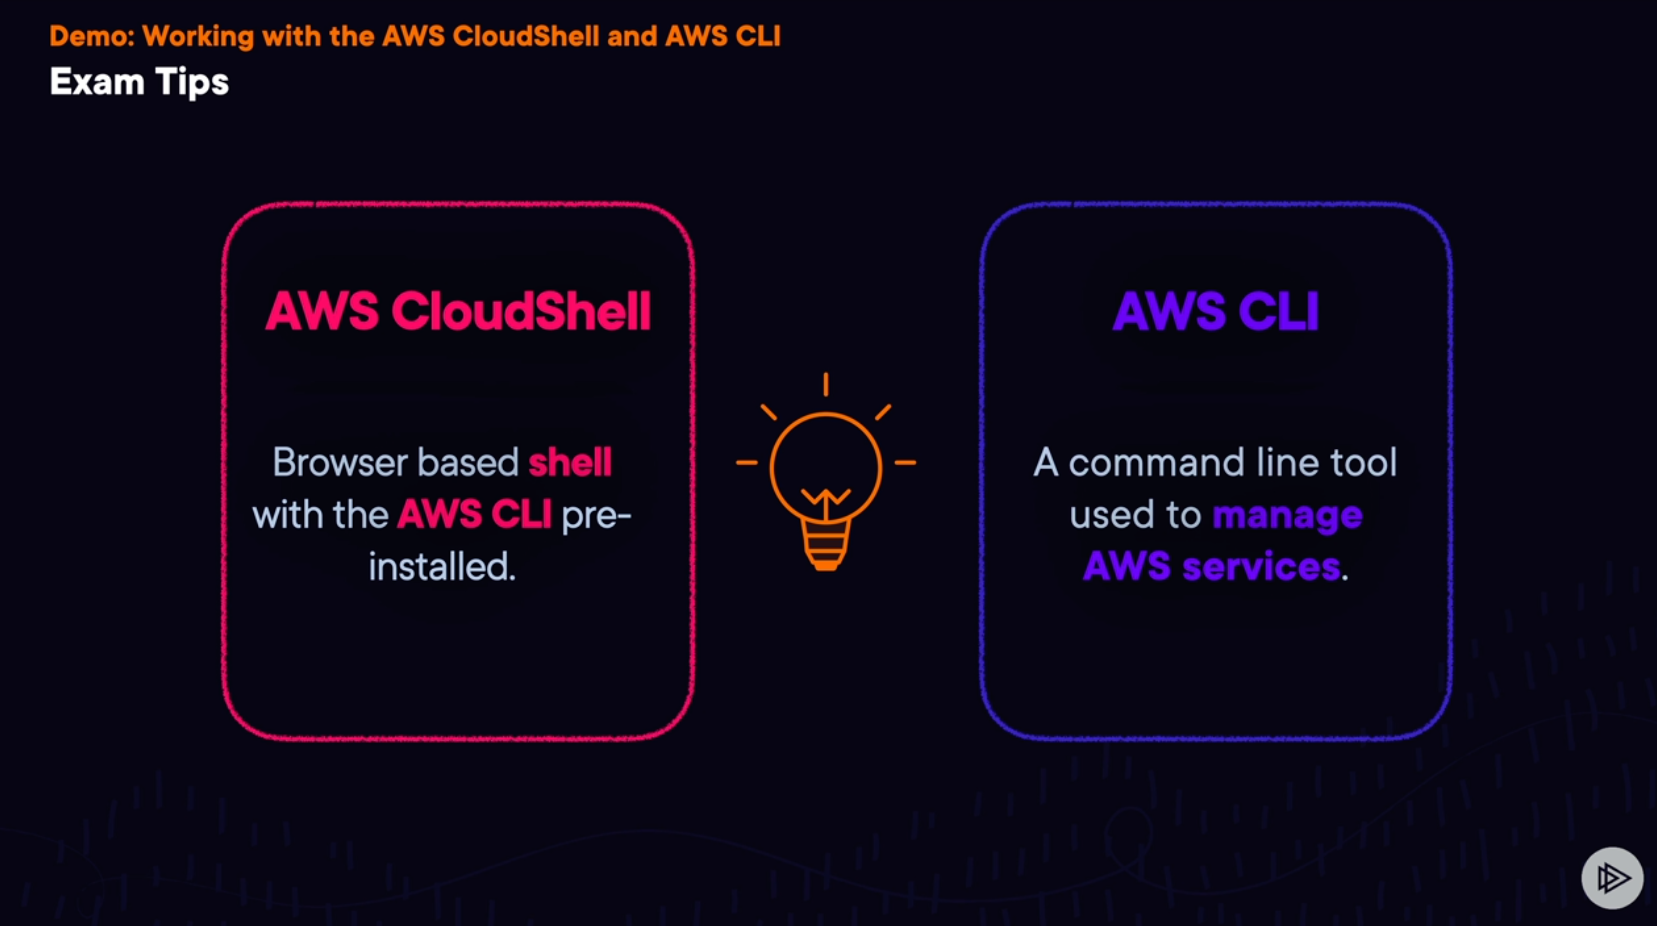 Demo: Working with the AWS CloudShell and AWS CLI
Exam Tips
AWS CloudShell
Browser based shell
with the AWS CLI pre-
installed.
AWS CLI
A command line tool
used to manage
AWS services.